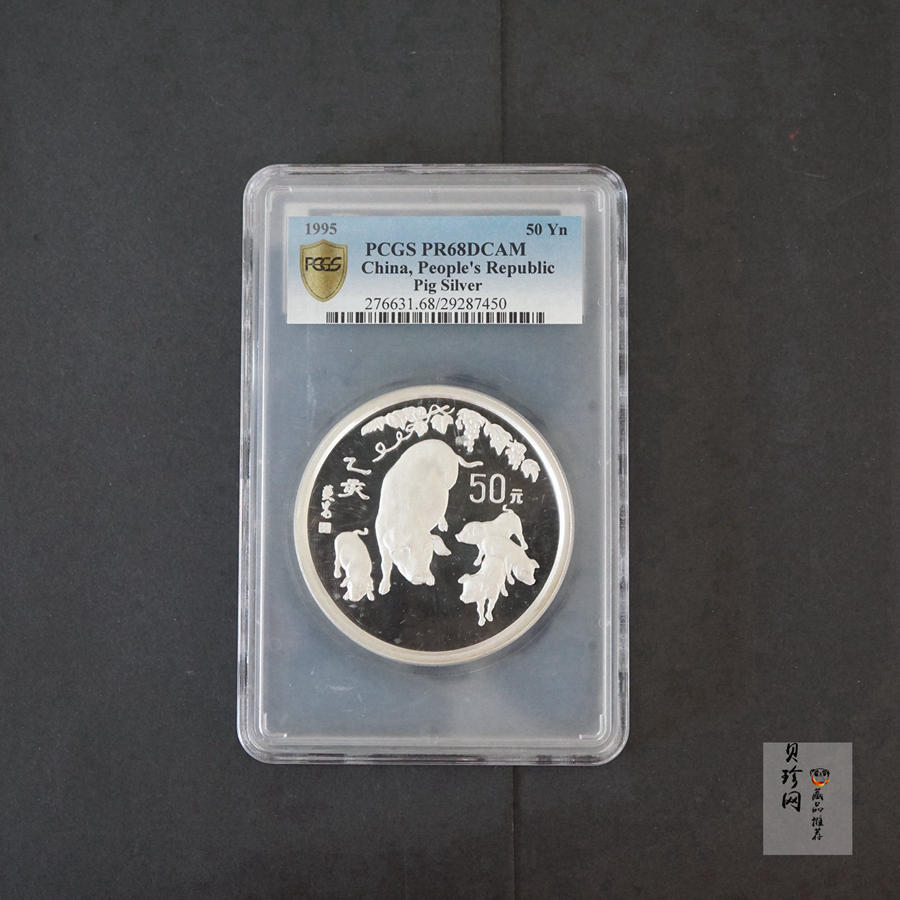 1995 50 Yn
PCGS PR68DCAM
PCGS
China, People's Republic
Pig Silver
276631.68/29287450
乙亥
50元
贝珍网
藏品推荐